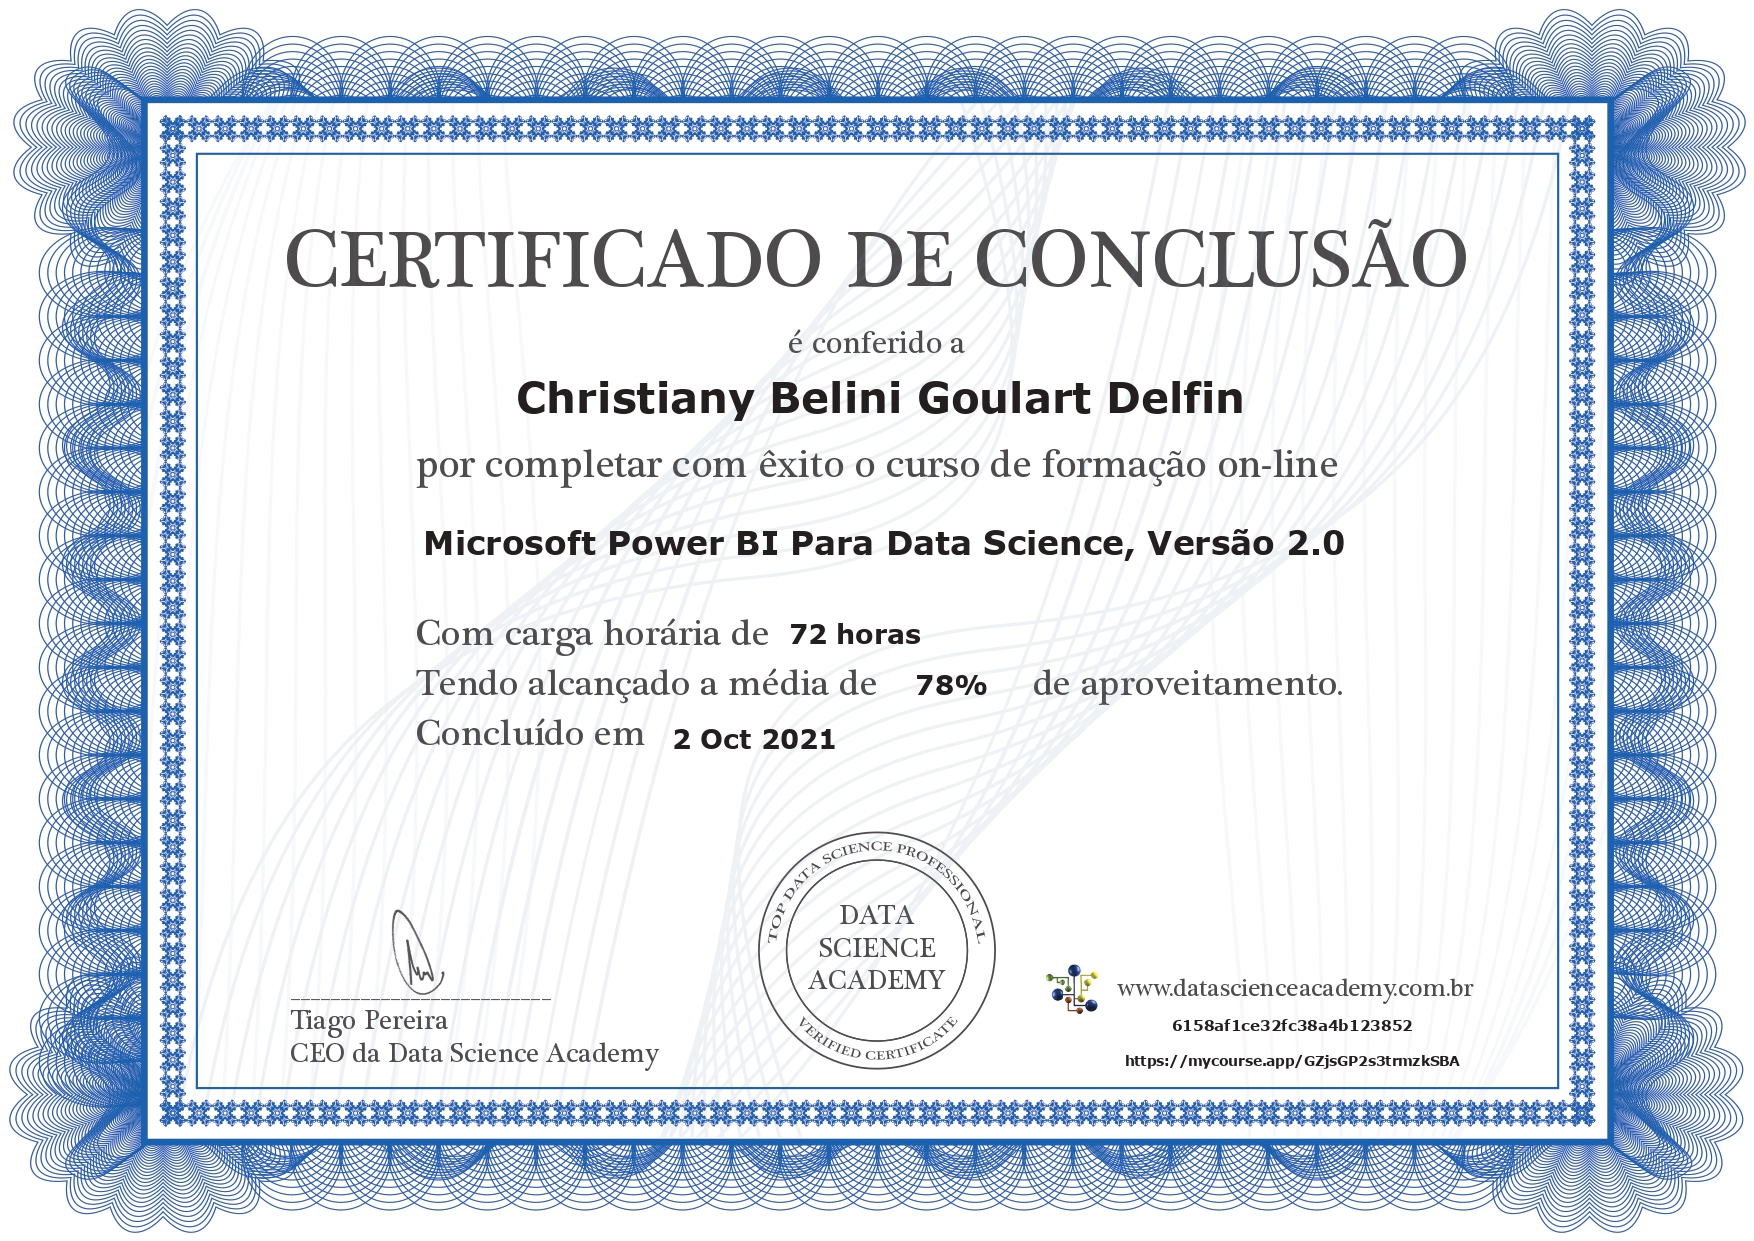 CERTIFICADO DE CONCLUSÃO
é conferido a
Christiany Belini Goulart Delfin
por completar com êxito o curso de formação on-line
Microsoft Power BI Para Data Science, Versão 2.0
Com carga horária de 72 horas
Tendo alcançado a média de 78% de aproveitamento.
Concluído em 2 Oct 2021
TOP DATA SCIENCE PROFESSIONAL
DATA
SCIENCE
ACADEMY
VERIFIED CERTIFICATE
Tiago Pereira
CEO da Data Science Academy
www.datascienceacademy.com.br
6158af1ce32fc38a4b123852
https://mycourse.app/GZjsGP2s3trmzkSBA